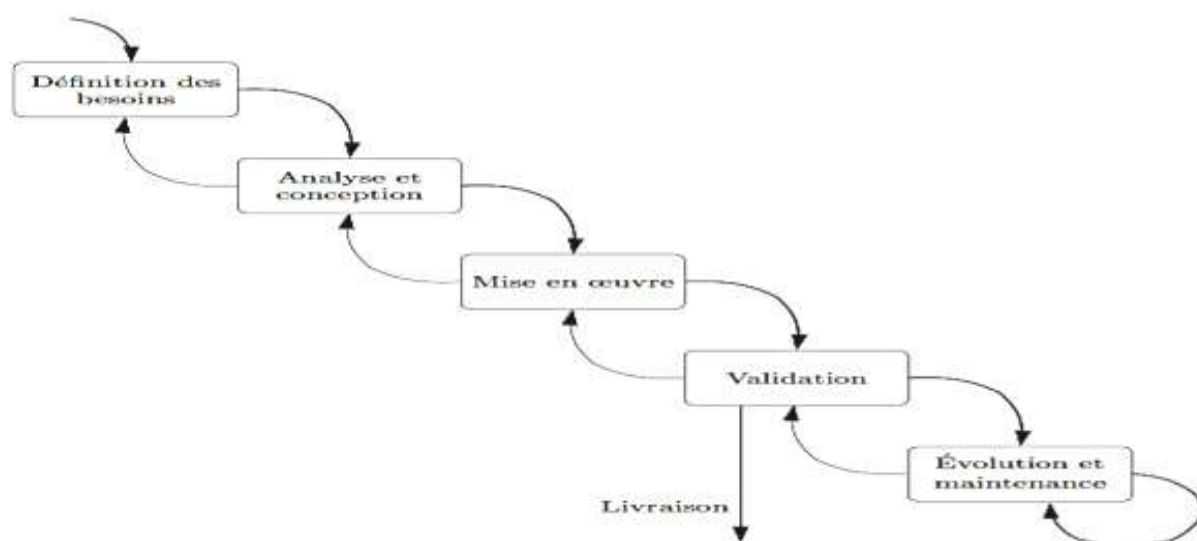 Définition des
besoins
Analyse et
conception
Mise en œuvre
Validation
Évolution et
maintenance
Livraison